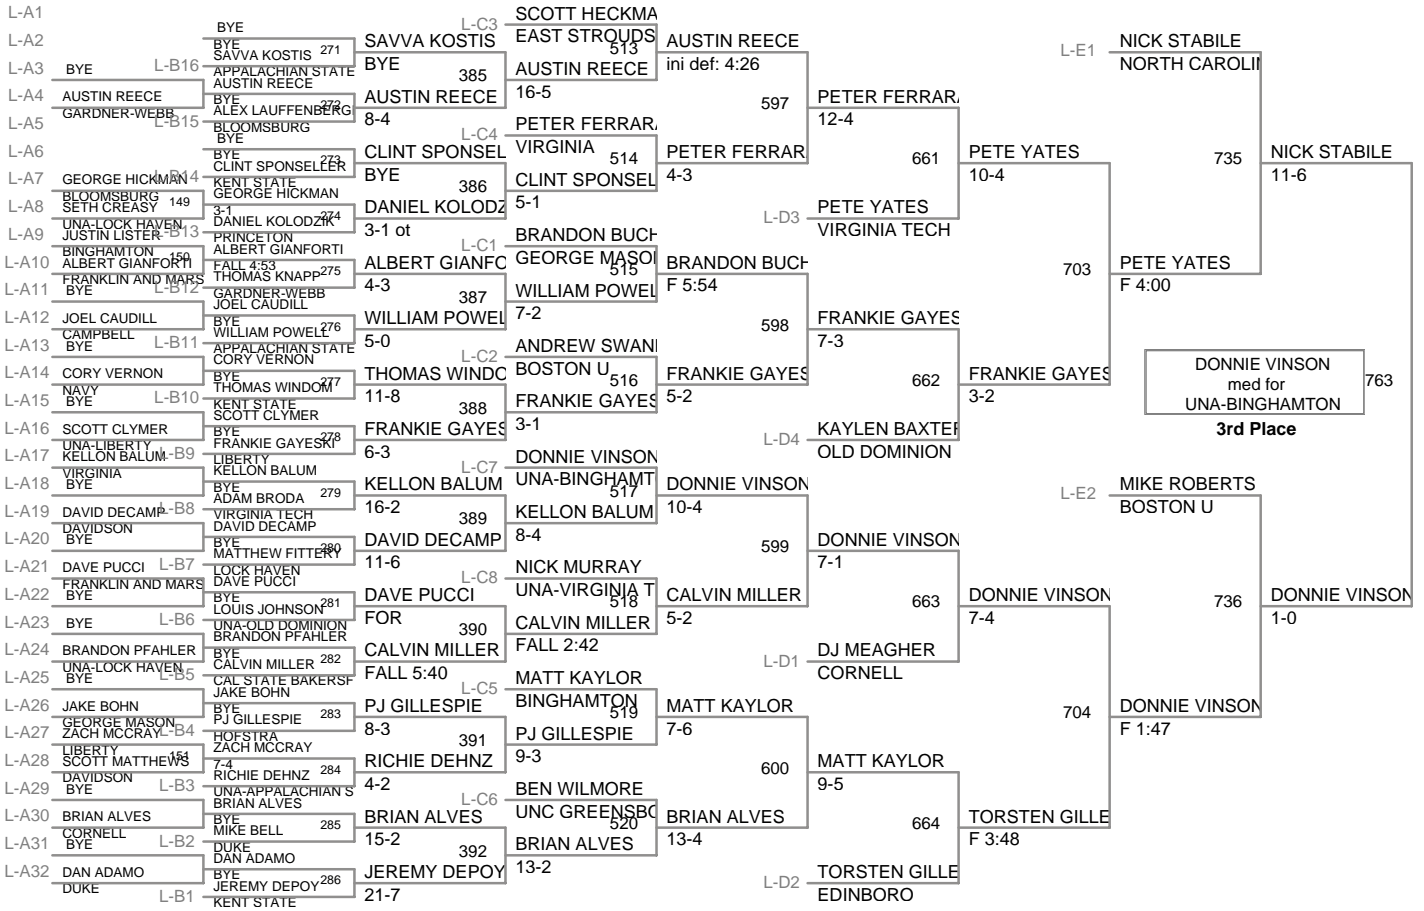 L-A1
L-A2
L-A3
L-A4
L-A5
L-A6
L-A7
L-A8
L-A9
L-A10
L-A11
L-A12
L-A13
L-A14
L-A15
L-A16
L-A17
L-A18
L-A19
L-A20
L-A21
L-A22
L-A23
L-A24
L-A25
L-A26
L-A27
L-A28
L-A29
L-A30
L-A31
L-A32
BYE
AUSTIN REECE
GARDNER-WEBB
GEORGE HICKMAN
BLOOMSBURG
SETH CREASY 149
UNA-LOCK HAVEN
JUSTIN LISTER
BINGHAMTON 150
ALBERT GIANFORTI
FRANKLIN AND MARS
BYE
JOEL CAUDILL
CAMPBELL
BYE
CORY VERNON
NAVY
BYE
SCOTT CLYMER
UNA-LIBERTY
KELLON BALUM
VIRGINIA
BYE
DAVID DECAMP
DAVIDSON
BYE
DAVE PUCCI
FRANKLIN AND MARS
BYE
BYE
BRANDON PFAHLER
UNA-LOCK HAVEN
BYE
JAKE BOHN
GEORGE MASON
ZACH MCCRAY
LIBERTY 151
SCOTT MATTHEWS
DAVIDSON
BYE
BRIAN ALVES
CORNELL
BYE
DAN ADAMO
DUKE
L-B16
L-B15
L-B14
L-B13
L-B12
L-B11
L-B10
L-B9
L-B8
L-B7
L-B6
L-B5
L-B4
L-B3
L-B2
L-B1
BYE
BYE
SAVVA KOSTIS 271
APPALACHIAN STATE
AUSTIN REECE
BYE 272
ALEX LAUFFENBERG
BLOOMSBURG
BYE
BYE 273
CLINT SPONSELLER
KENT STATE
GEORGE HICKMAN
3-1 274
DANIEL KOLODZIK
PRINCETON
ALBERT GIANFORTI
FALL 4:53
THOMAS KNAPP 275
GARDNER-WEBB
JOEL CAUDILL
BYE 276
WILLIAM POWELL
APPALACHIAN STATE
CORY VERNON
BYE 277
THOMAS WINDOM
KENT STATE
SCOTT CLYMER
BYE 278
FRANKIE GAYESKI
LIBERTY
KELLON BALUM
BYE 279
ADAM BRODA
VIRGINIA TECH
DAVID DECAMP
BYE 280
MATTHEW FITTERY
LOCK HAVEN
DAVE PUCCI
BYE 281
LOUIS JOHNSON
UNA-OLD DOMINION
BRANDON PFAHLER
BYE 282
CALVIN MILLER
CAL STATE BAKERSF
JAKE BOHN
BYE 283
PJ GILLESPIE
HOFSTRA
ZACH MCCRAY
7-4 284
RICHIE DEHNZ
UNA-APPALACHIAN S
BRIAN ALVES
BYE 285
MIKE BELL
DUKE
DAN ADAMO
BYE 286
JEREMY DEPOY
KENT STATE
SAVVA KOSTIS
BYE
385
AUSTIN REECE
8-4
CLINT SPONSEL
BYE
386
DANIEL KOLODZ
3-1 ot
ALBERT GIANFO
4-3
387
WILLIAM POWEL
5-0
THOMAS WINDO
11-8
388
FRANKIE GAYES
6-3
KELLON BALUM
16-2
389
DAVID DECAMP
11-6
DAVE PUCCI
FOR
390
CALVIN MILLER
FALL 5:40
PJ GILLESPIE
8-3
391
RICHIE DEHNZ
4-2
BRIAN ALVES
15-2
392
JEREMY DEPOY
21-7
L-C3
SCOTT HECKMA
EAST STROUDS
513
AUSTIN REECE
16-5
L-C4
PETER FERRAR
VIRGINIA
514
CLINT SPONSEL
5-1
L-C1
BRANDON BUCH
GEORGE MASO
515
WILLIAM POWEL
7-2
L-C2
ANDREW SWAN
BOSTON U
516
FRANKIE GAYES
3-1
L-C7
DONNIE VINSON
UNA-BINGHAMT
517
KELLON BALUM
8-4
L-C8
NICK MURRAY
UNA-VIRGINIA T
518
CALVIN MILLER
FALL 2:42
L-C5
MATT KAYLOR
BINGHAMTON
519
PJ GILLESPIE
9-3
L-C6
BEN WILMORE
UNC GREENSBO
520
BRIAN ALVES
13-2
AUSTIN REECE
ini def: 4:26
597
PETER FERRAR
4-3
BRANDON BUCH
F 5:54
598
FRANKIE GAYES
5-2
DONNIE VINSON
10-4
599
CALVIN MILLER
5-2
MATT KAYLOR
7-6
600
BRIAN ALVES
13-4
PETER FERRAR
12-4
661
L-D3
PETE YATES
VIRGINIA TECH
FRANKIE GAYES
7-3
662
L-D4
KAYLEN BAXTE
OLD DOMINION
DONNIE VINSON
7-1
663
L-D1
DJ MEAGHER
CORNELL
MATT KAYLOR
9-5
664
L-D2
TORSTEN GILLE
EDINBORO
PETE YATES
10-4
703
FRANKIE GAYES
3-2
DONNIE VINSON
7-4
704
TORSTEN GILLE
F 3:48
L-E1
NICK STABILE
NORTH CAROLI
735
PETE YATES
F 4:00
L-E2
MIKE ROBERTS
BOSTON U
736
DONNIE VINSON
F 1:47
NICK STABILE
11-6
DONNIE VINSON
med for
UNA-BINGHAMTON
763
3rd Place
DONNIE VINSON
1-0